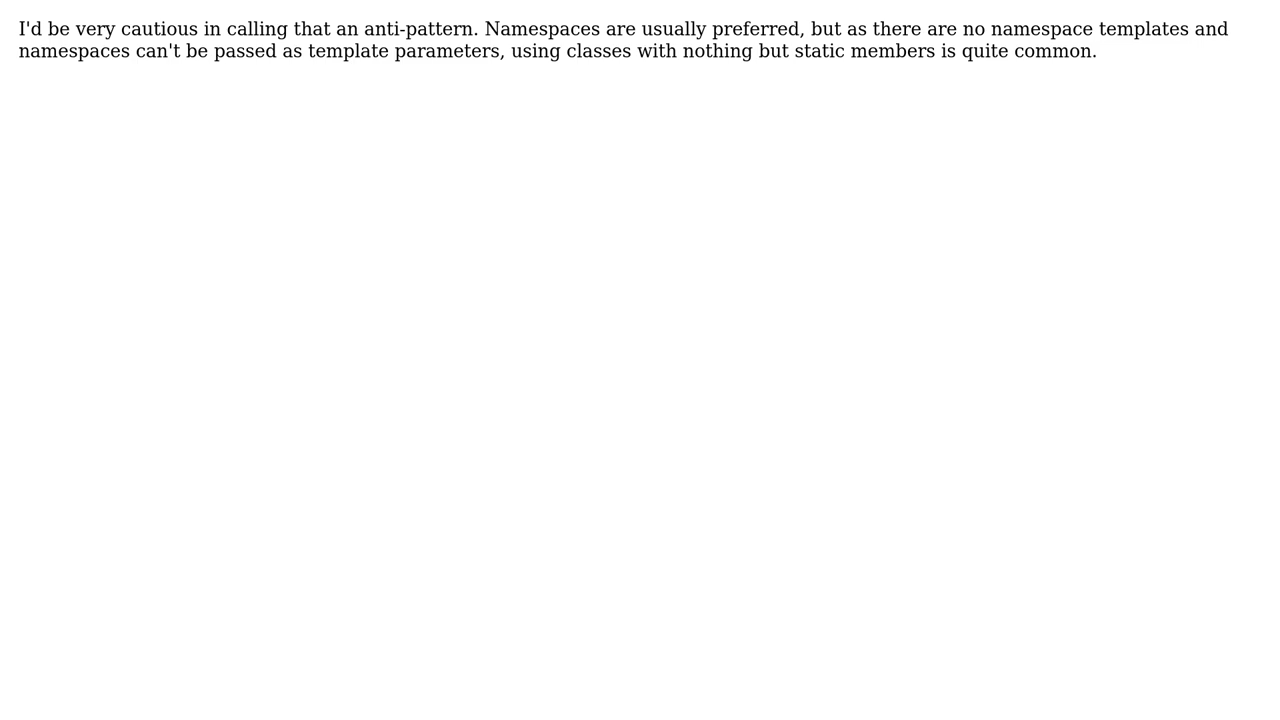 I'd be very cautious in calling that an anti-pattern. Namespaces are usually preferred, but as there are no namespace templates and
namespaces can't be passed as template parameters, using classes with nothing but static members is quite common.